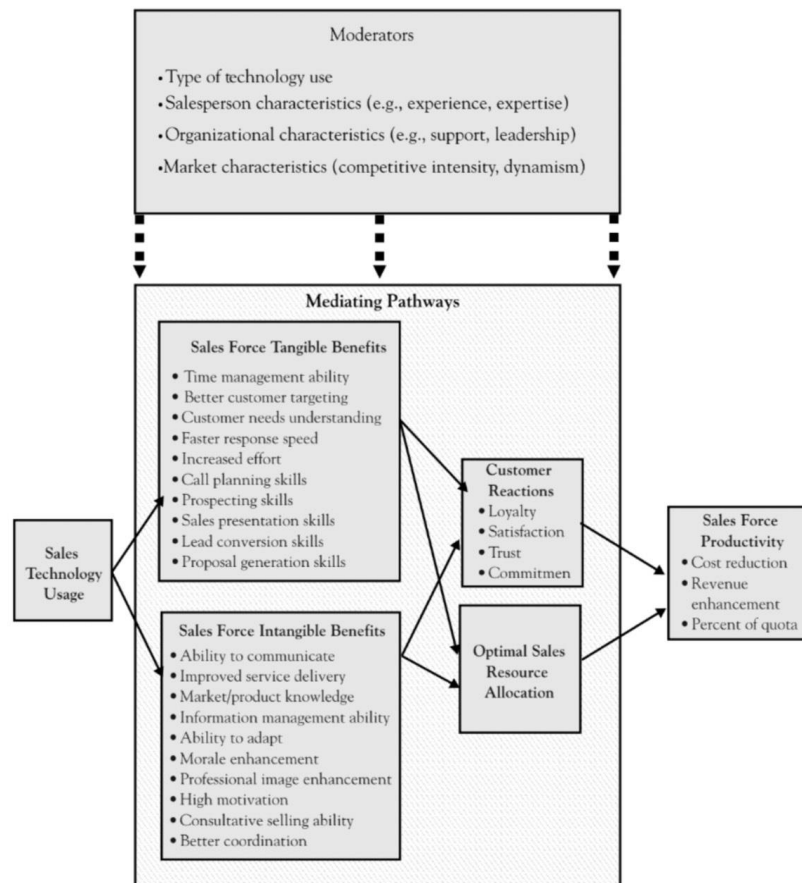 Moderators
•Type of technology use
•Salesperson characteristics (e.g., experience, expertise)
•Organizational characteristics (e.g., support, leadership)
•Market characteristics (competitive intensity, dynamism)
Mediating Pathways
Sales Force Tangible Benefits
• Time management ability
• Better customer targeting
• Customer needs understanding
• Faster response speed
• Increased effort
• Call planning skills
• Prospecting skills
• Sales presentation skills
• Lead conversion skills
• Proposal generation skills
Sales
Technology
Usage
Sales Force Intangible Benefits
• Ability to communicate
• Improved service delivery
• Market/product knowledge
• Information management ability
• Ability to adapt
• Morale enhancement
• Professional image enhancement
• High motivation
• Consultative selling ability
• Better coordination
Customer
Reactions
• Loyalty
• Satisfaction
• Trust
• Commitmen
Optimal Sales
Resource
Allocation
Sales Force
Productivity
• Cost reduction
• Revenue
enhancement
• Percent of quota